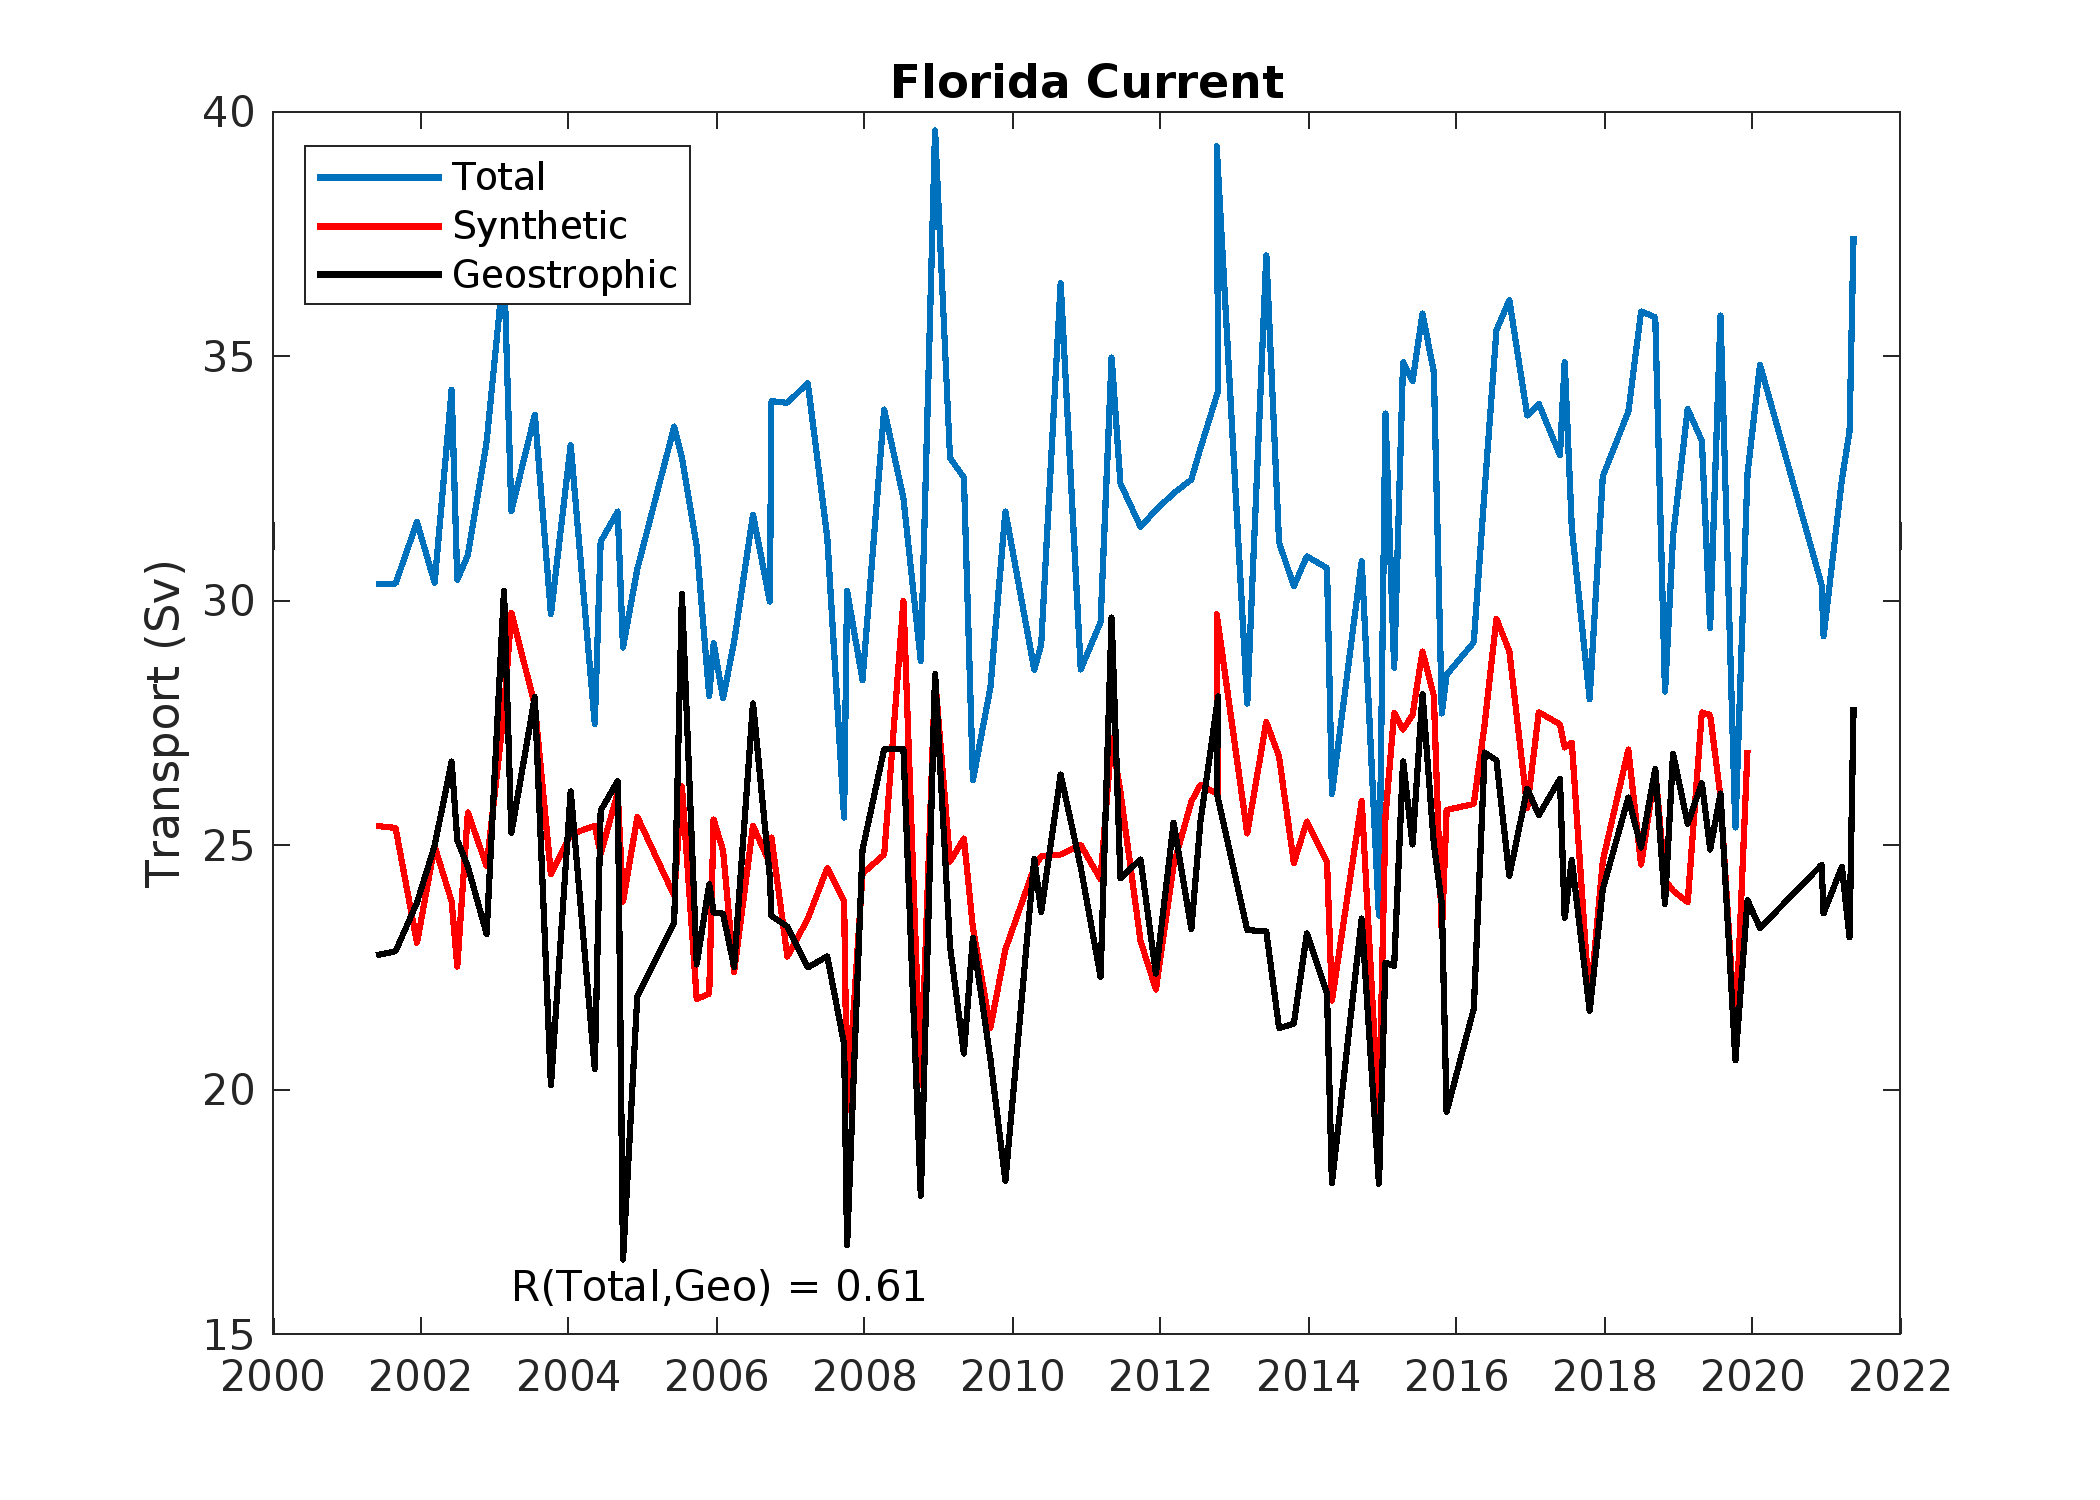 Florida Current
40
35
30
25
20
15
Transport (Sv)
Total
Synthetic
Geostrophic
R(Total,Geo) = 0.61
2000 2002 2004 2006 2008 2010 2012 2014 2016 2018 2020 2022